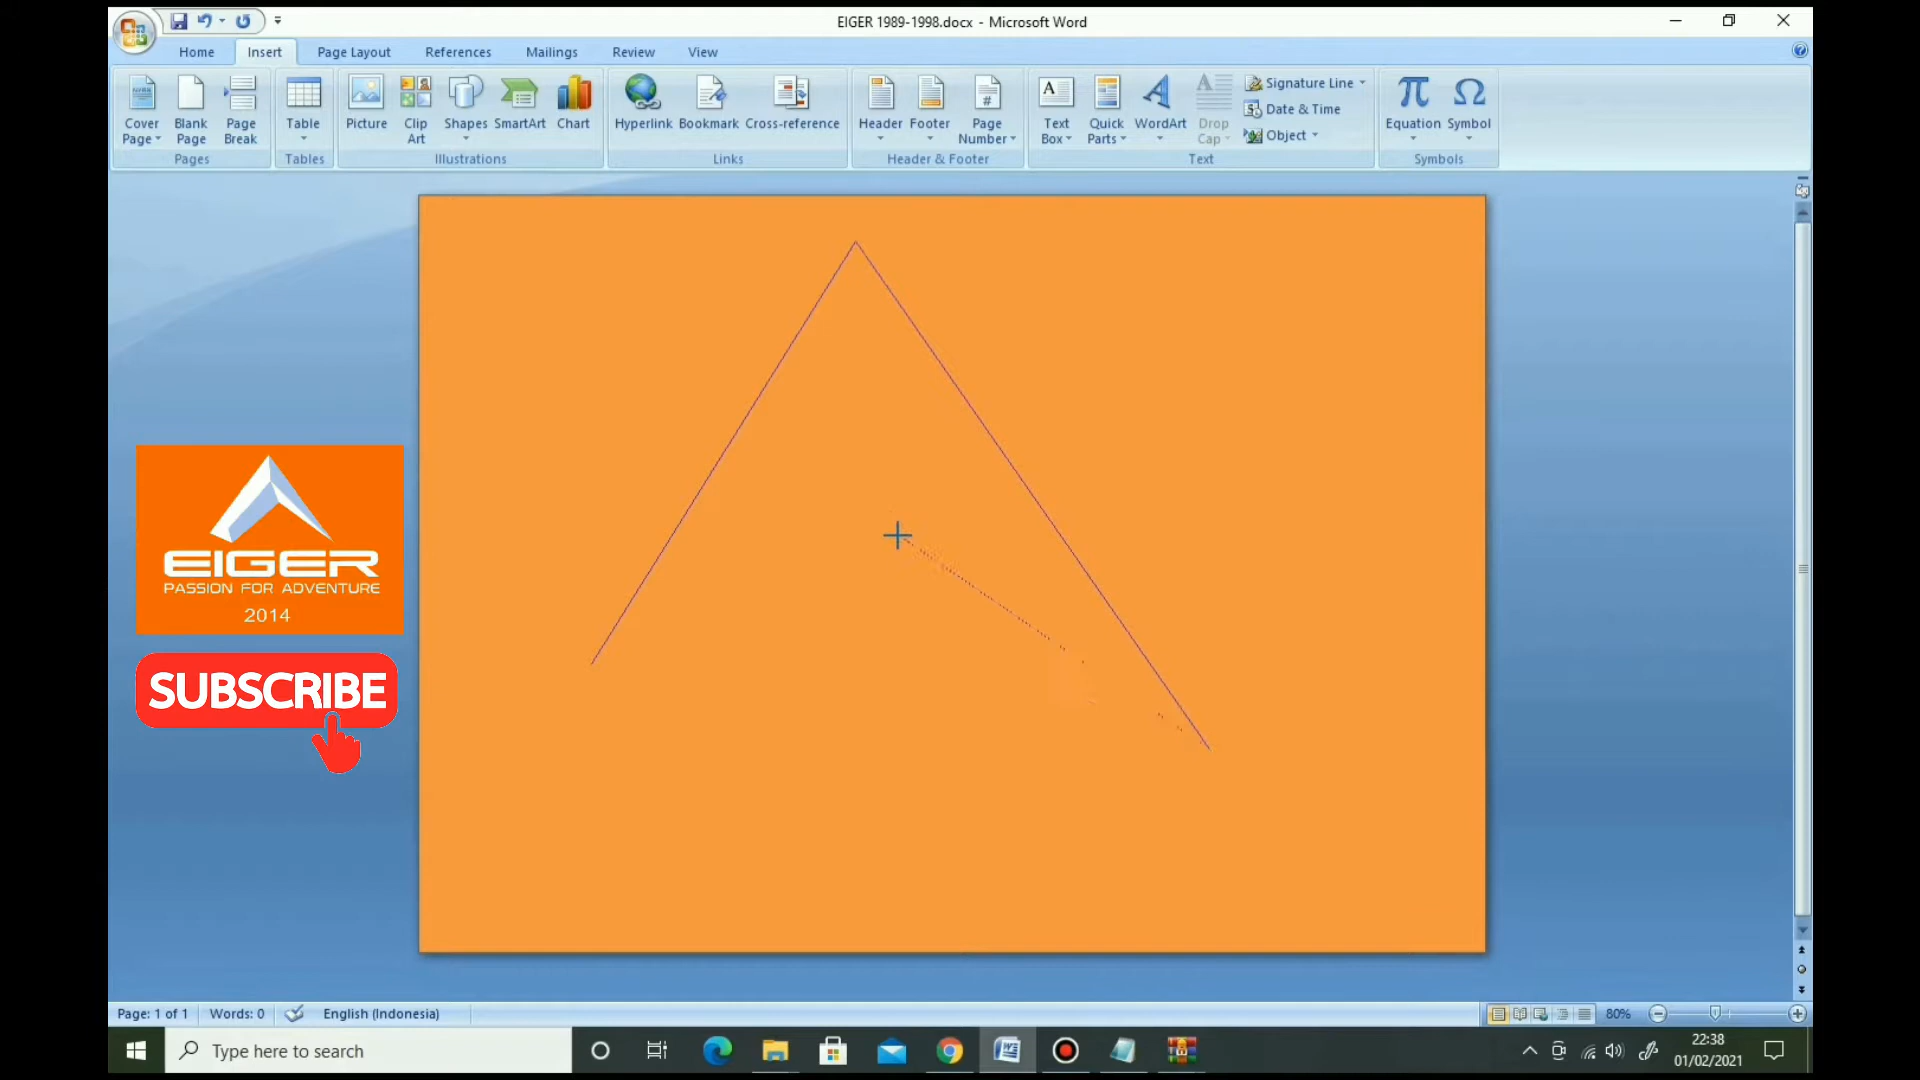 EIGER 1989-1998.docx - Microsoft Word
Home Insert Page Layout References Mailings Review View
Cover Page
Blank Page
Page Break
Table
Picture
Clip Art
Shapes
SmartArt
Chart
Hyperlink
Bookmark
Cross-reference
Header
Footer
Page Number
Text Box
Quick Parts
WordArt
Drop Cap
Signature Line
Date & Time
Object
Equation
Symbol
Pages Tables Illustrations Links Header & Footer Text Symbols
EIGER
PASSION FOR ADVENTURE
2014
SUBSCRIBE
Page: 1 of 1 Words: 0 English (Indonesia) 80%
Type here to search
22:38
01/02/2021